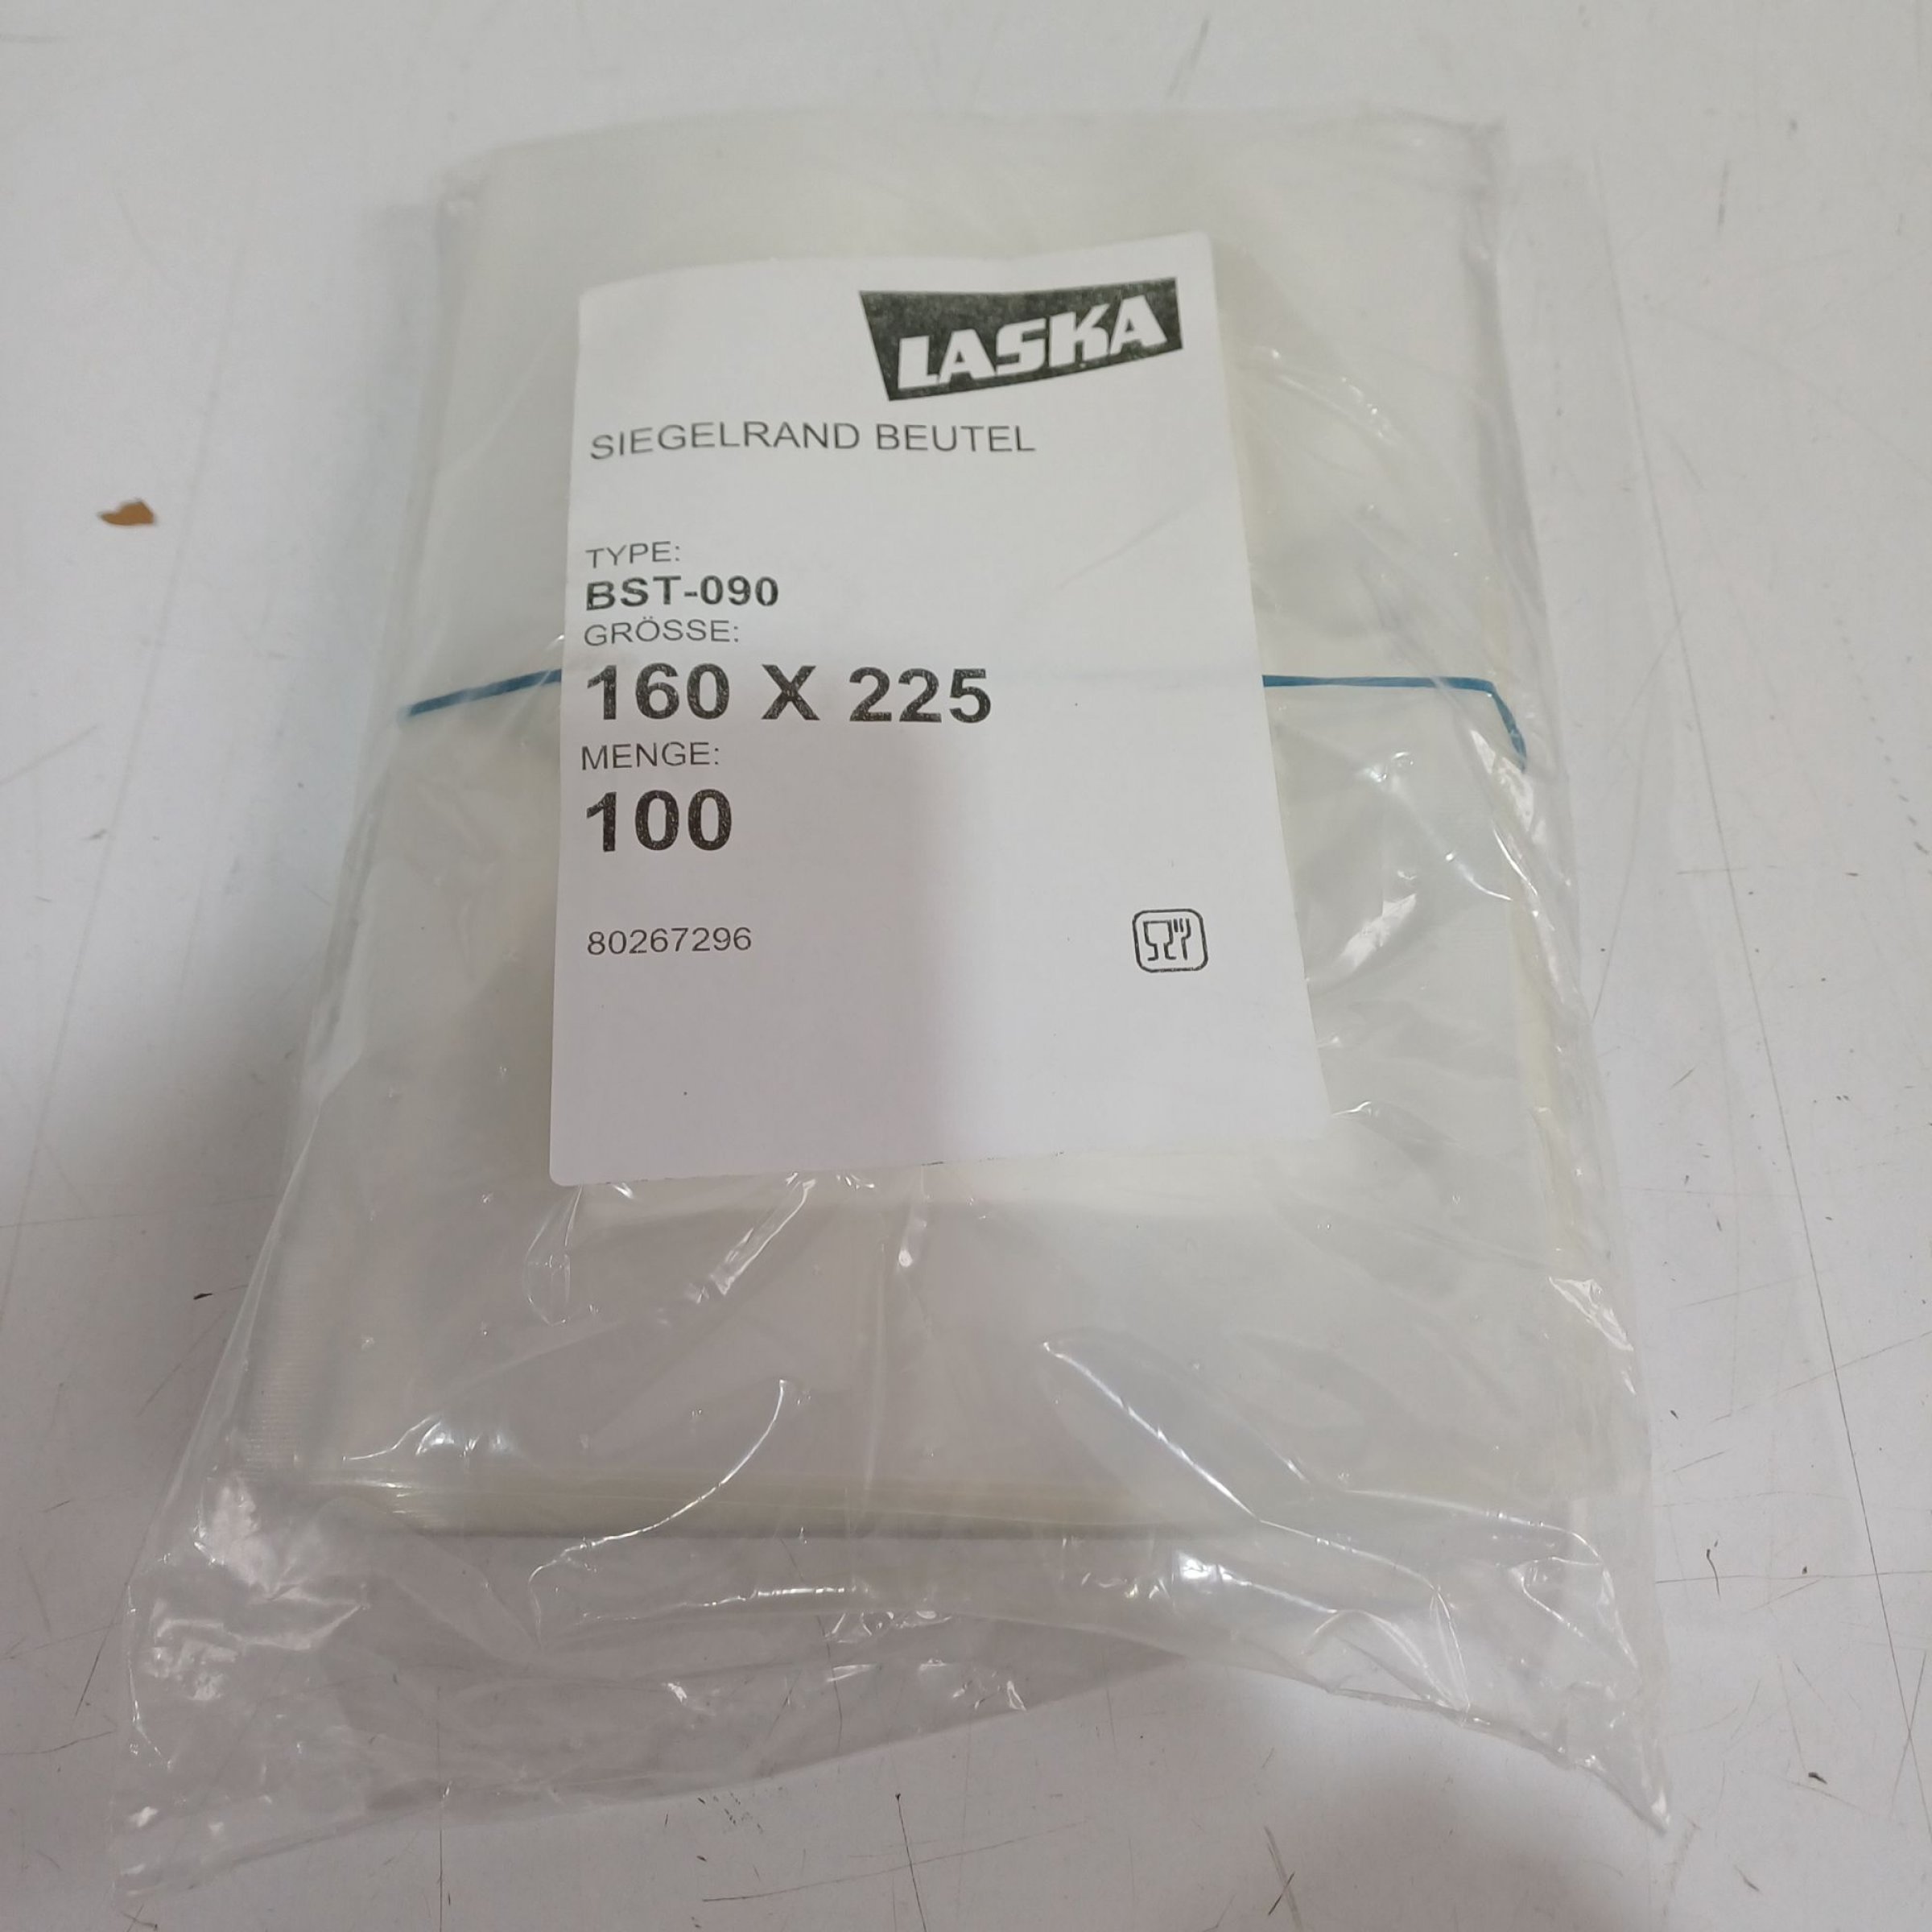 LASKA
SIEGELRAND BEUTEL
TYPE:
BST-090
GRÖSSE:
160 X 225
MENGE:
100
80267296